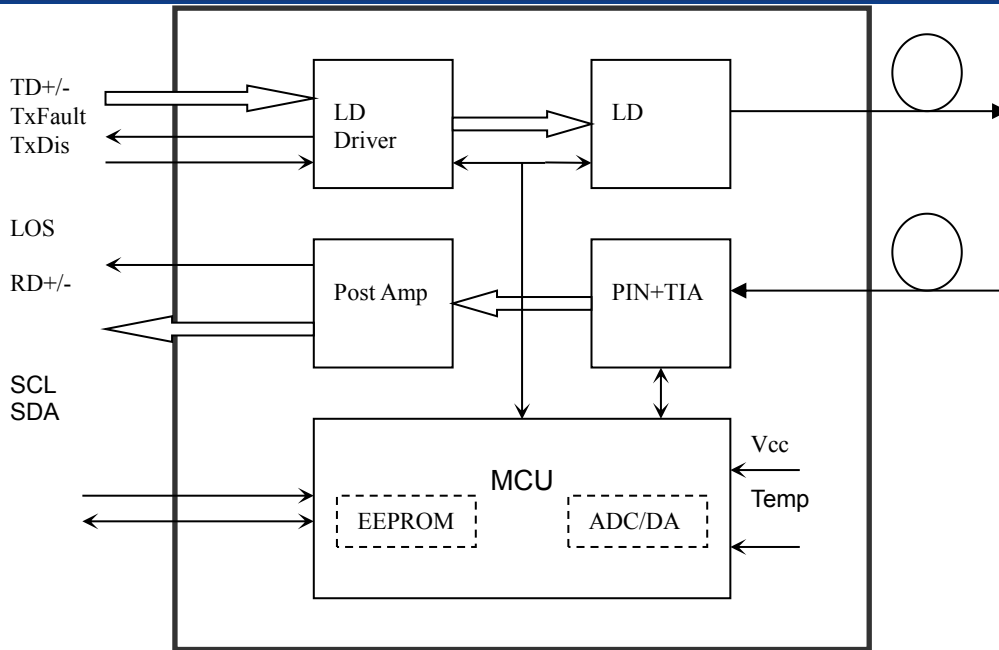 TD+/-
TxFault
TxDis
LD
Driver
LD
LOS
RD+/-
Post Amp
PIN+TIA
SCL
SDA
MCU
EEPROM
ADC/DA
Vcc
Temp